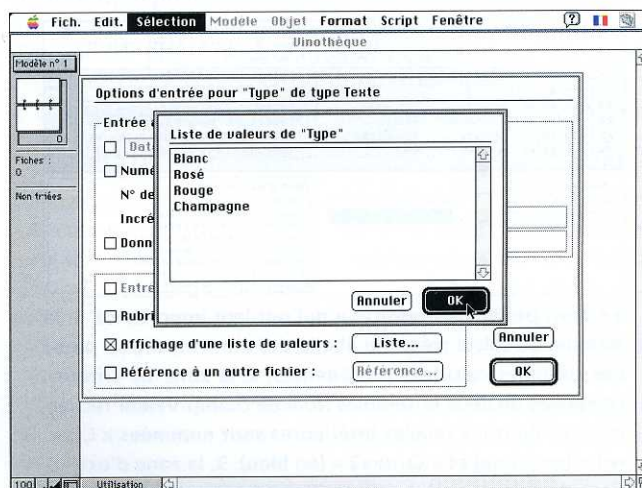 Fich. Edit. Sélection Modele Objet Format Script Fenêtre
Vinothèque
Modèle n° 1
0
Fiches :
0
Non triées
Options d'entrée pour "Type" de type Texte
Entrée
Numé
N° de
Incré
Donn
Entre
Rubri
Affichage d'une liste de valeurs : Liste...
Référence à un autre fichier : Référence...
Annuler
OK
Liste de valeurs de "Type"
Blanc
Rosé
Rouge
Champagne
Annuler OK
100 Utilisation